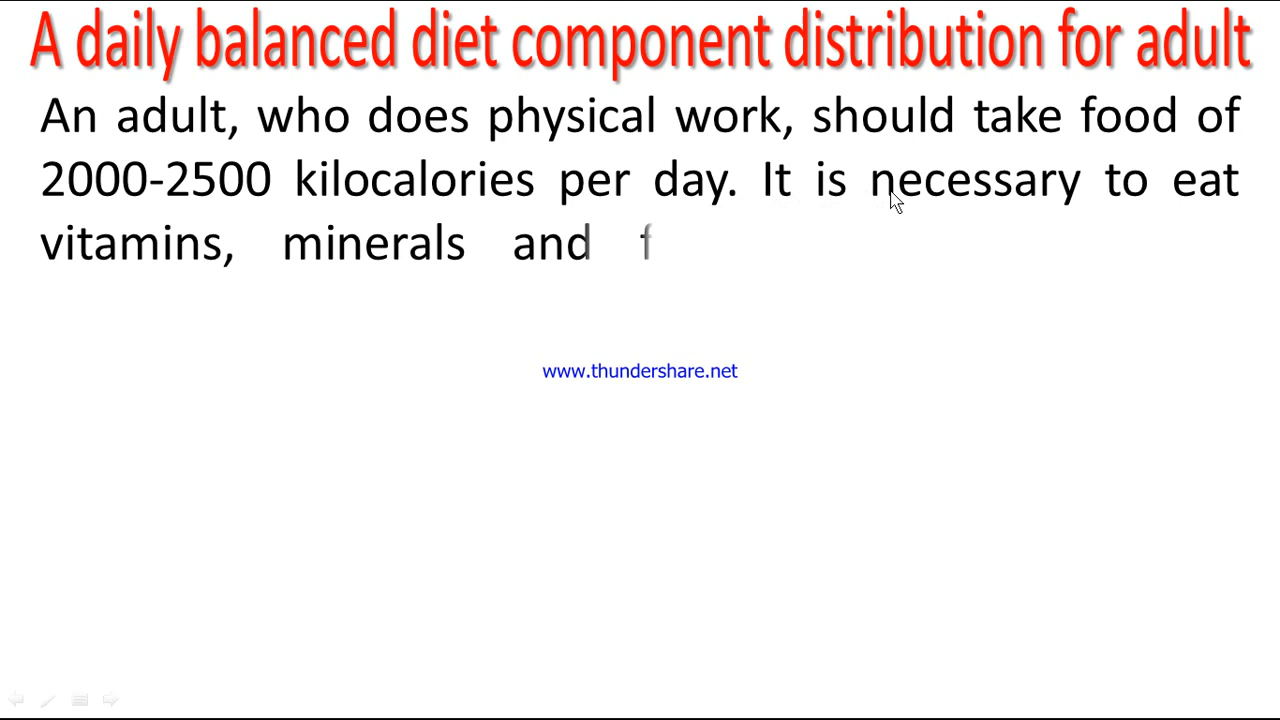 A daily balanced diet component distribution for adult
An adult, who does physical work, should take food of
2000-2500 kilocalories per day. It is necessary to eat
vitamins, minerals and f
www.thundershare.net